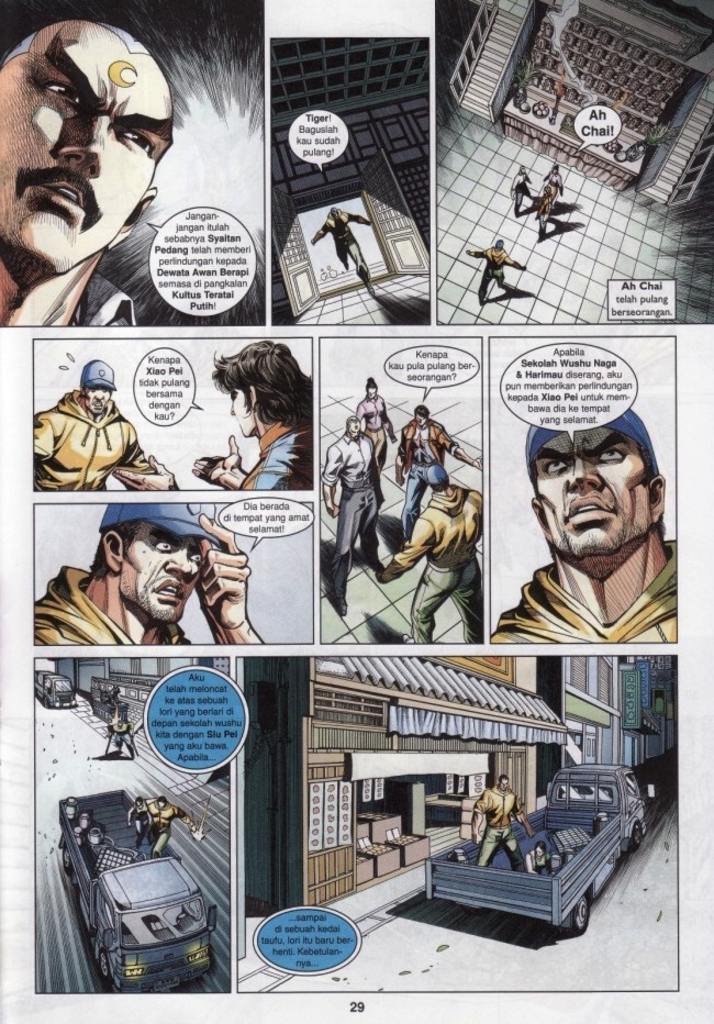 Jangan-
jangan itulah
sebabnya Syaitan
Pedang telah memberi
perlindungan kepada
Dewata Awan Berapi
semasa di pangkalan
Kultus Teratai
Putih!
Tiger!
Baguslah
kau sudah
pulang!
Ah
Chai!
Ah Chai
telah pulang
berseorangan.
Kenapa
Xiao Pei
tidak pulang
bersama
dengan
kau?
Dia berada
di tempat yang amat
selamat!
Kenapa
kau pula pulang ber-
seorangan?
Apabila
Sekolah Wushu Naga
& Harimau diserang, aku
pun memberikan perlindungan
kepada Xiao Pei untuk mem-
bawa dia ke tempat
yang selamat.
Aku
telah meloncat
ke atas sebuah
lori yang berlari di
depan sekolah wushu
kita dengan Siu Pei
yang aku bawa.
Apabila...
...sampai
di sebuah kedai
taufu, lori itu baru ber-
henti. Kebetulan-
nya...
29